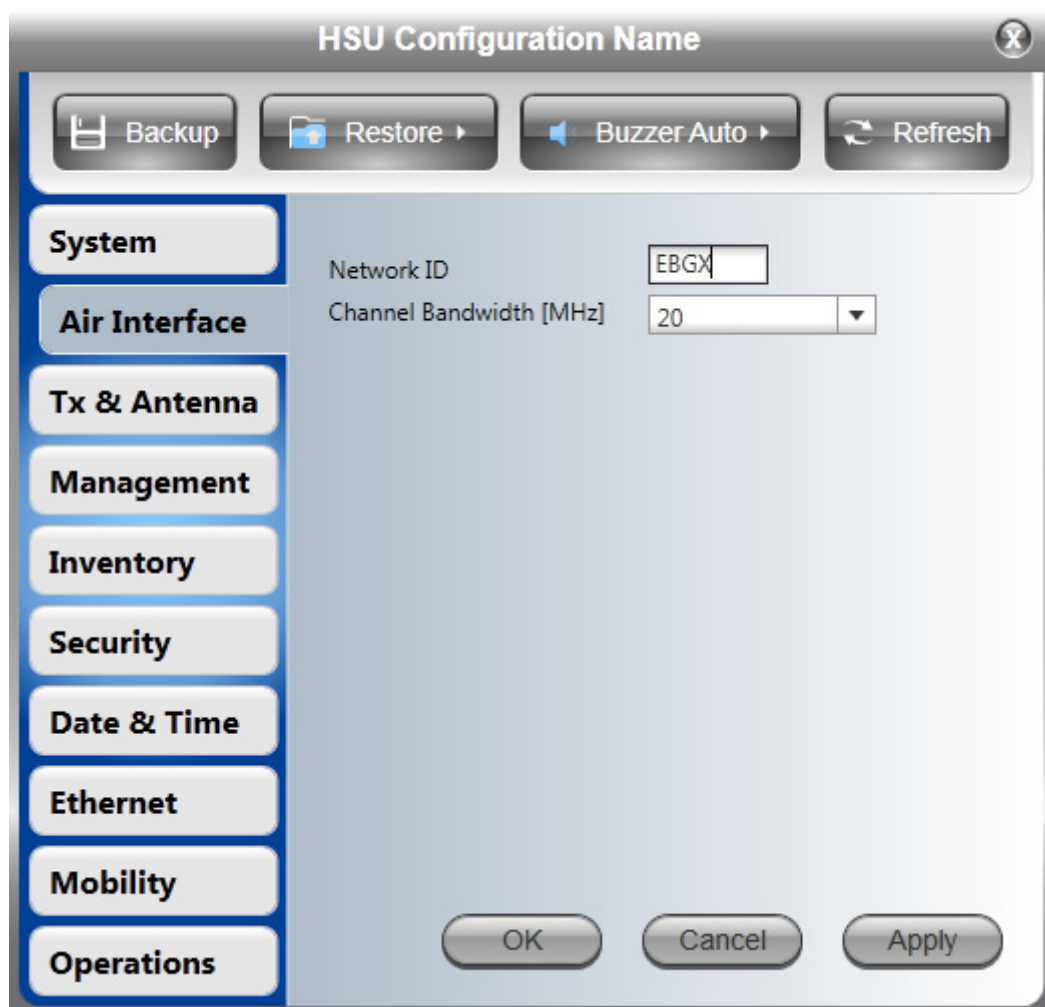 HSU Configuration Name
X
Backup
Restore
Buzzer Auto
Refresh
System
Air Interface
Tx & Antenna
Management
Inventory
Security
Date & Time
Ethernet
Mobility
Operations
Network ID EBGX
Channel Bandwidth [MHz] 20
OK
Cancel
Apply